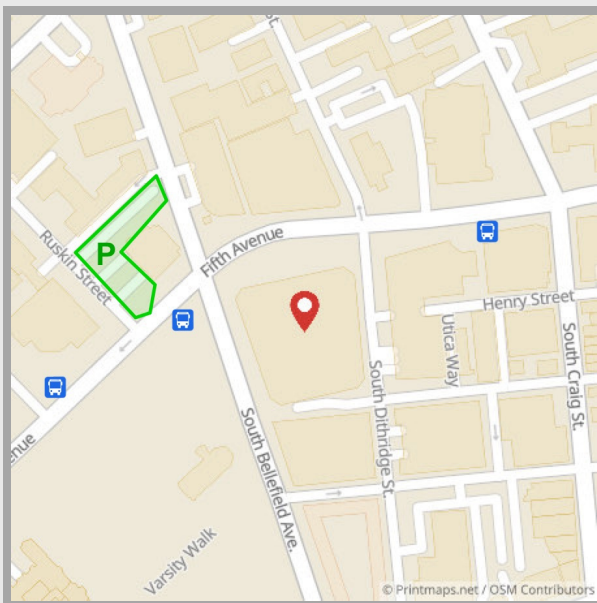 St.
Ruskin Street
P
Fifth Avenue
Henry Street
Utica Way
South Craig St.
South Dithridge St.
South Bellefield Ave.
enue
Varsity Walk
© Printmaps.net / OSM Contributors